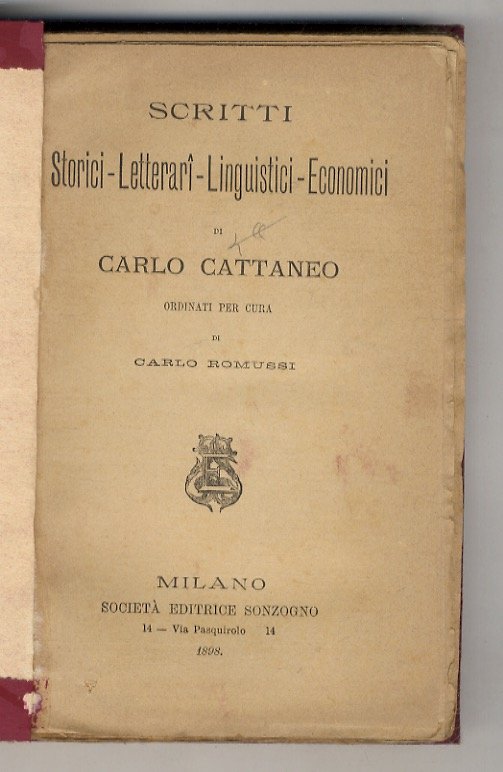 SCRITTI
Storici - Letterarî - Linguistici - Economici
DI
CARLO CATTANEO
ORDINATI PER CURA
DI
CARLO ROMUSSI
MILANO
SOCIETÀ EDITRICE SONZOGNO
14 — Via Pasquirolo 14
1898.